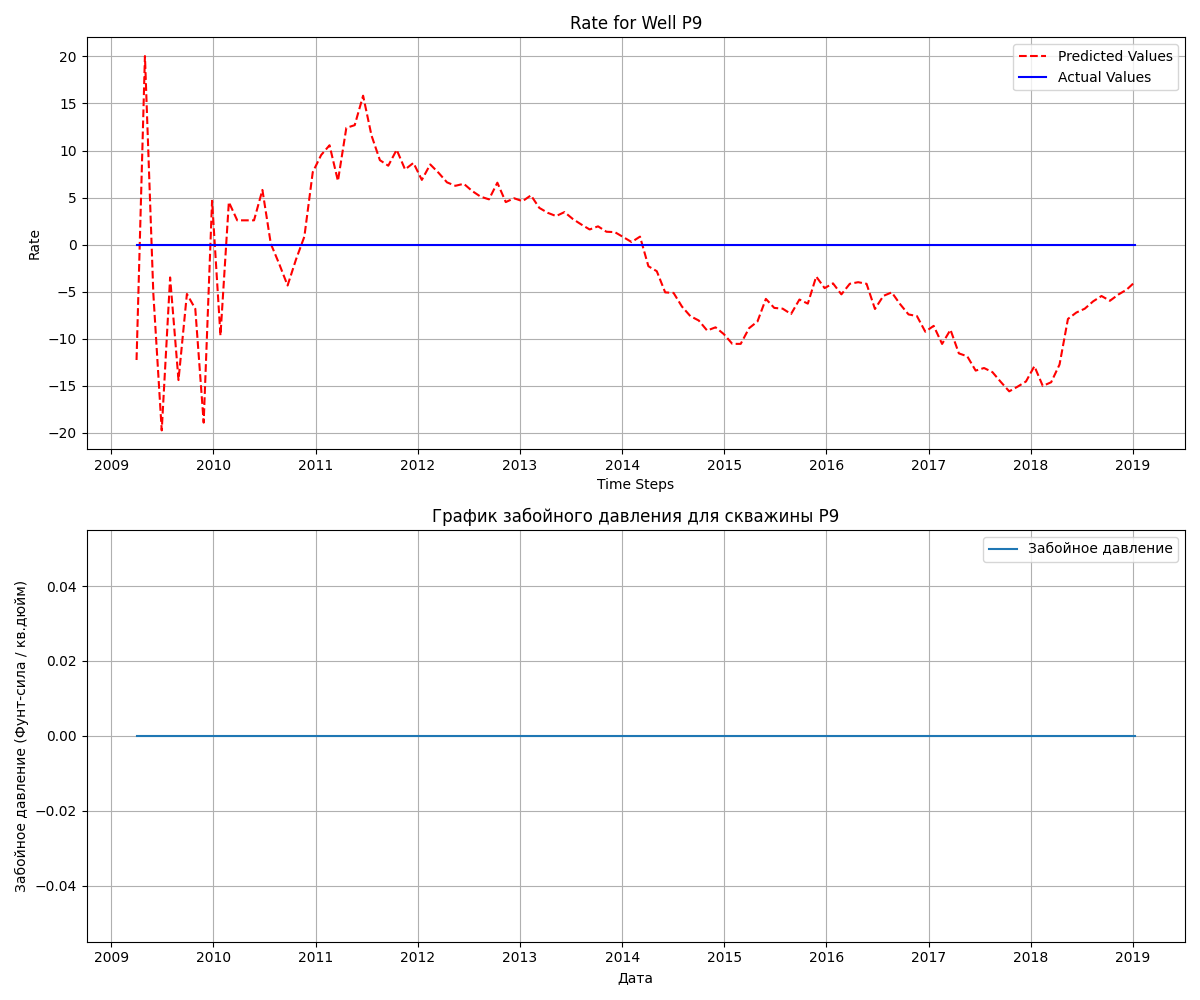 Rate for Well P9
Predicted Values
Actual Values
20
15
10
5
0
−5
−10
−15
−20
Rate
2009 2010 2011 2012 2013 2014 2015 2016 2017 2018 2019
Time Steps
График забойного давления для скважины P9
Забойное давление
0.04
0.02
0.00
−0.02
−0.04
Забойное давление (Фунт-сила / кв.дюйм)
2009 2010 2011 2012 2013 2014 2015 2016 2017 2018 2019
Дата